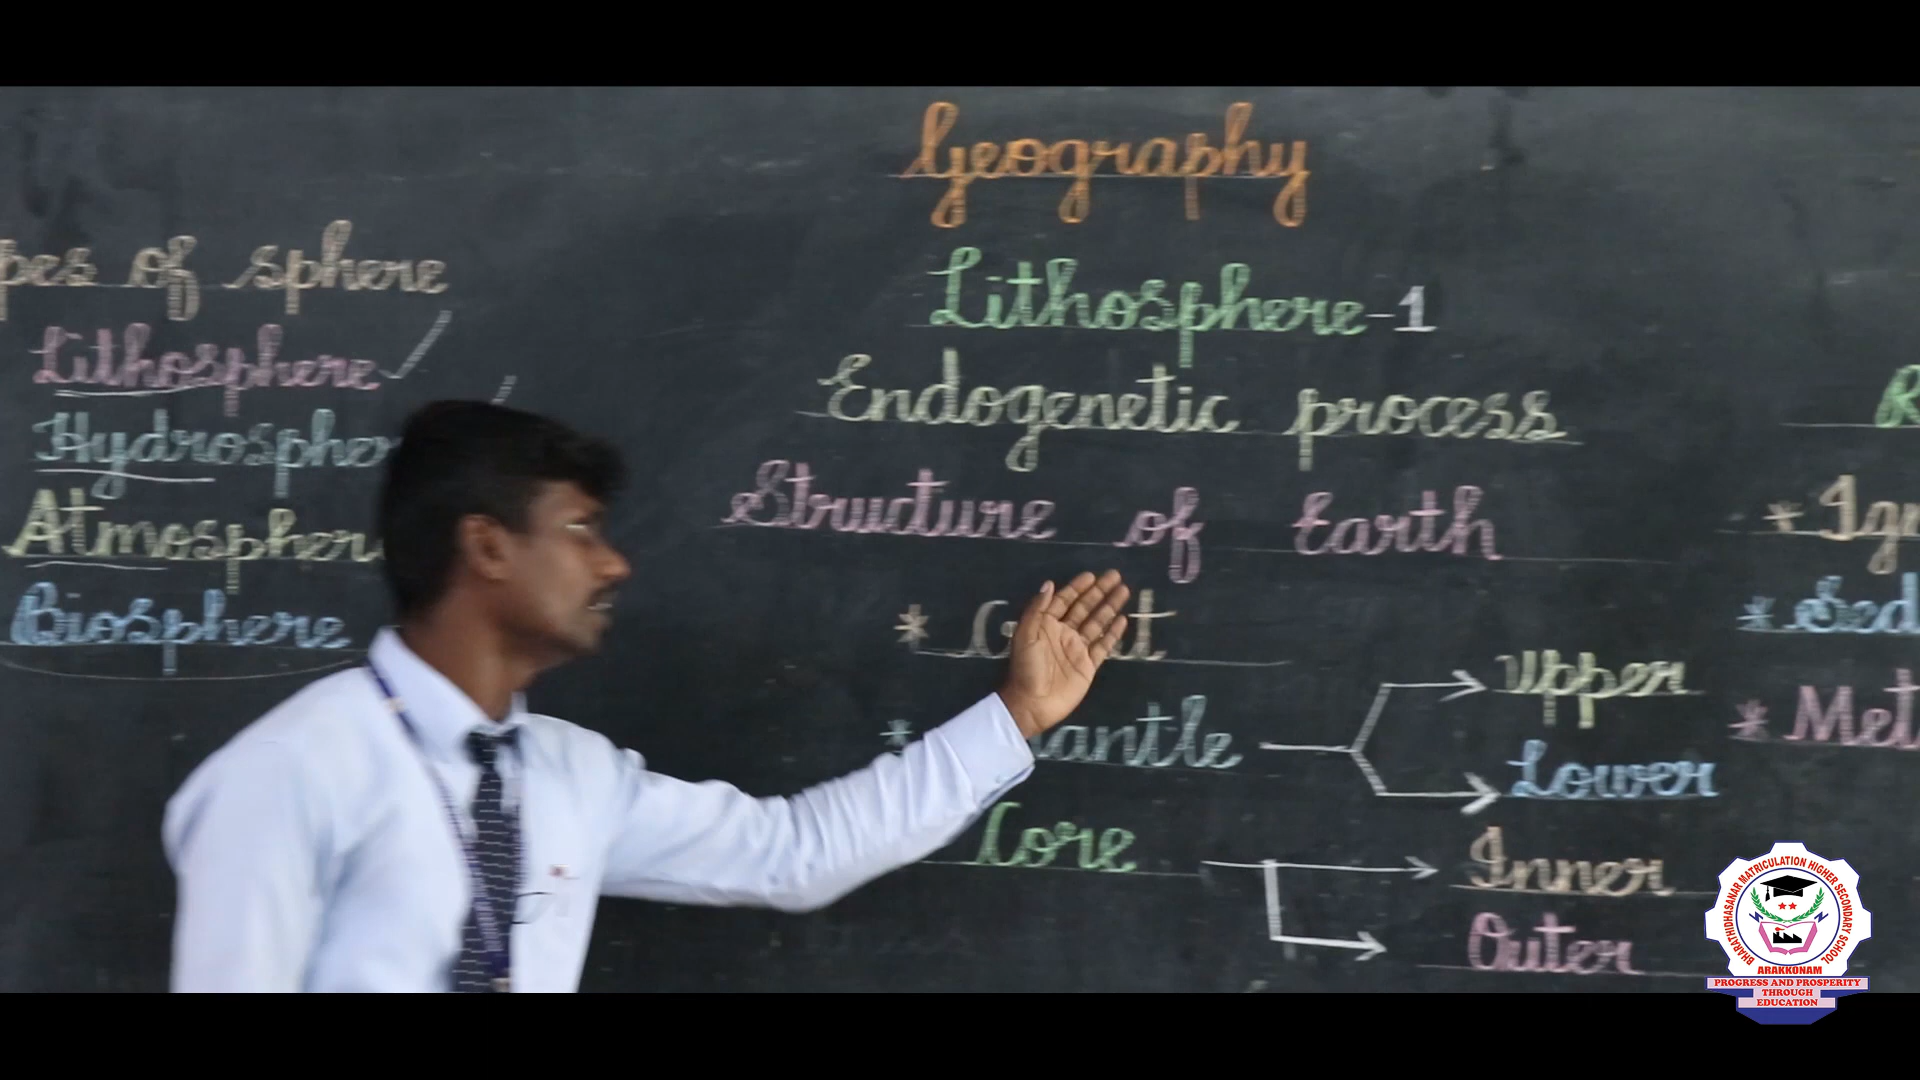 Geography
Lithosphere-1
Endogenetic process
Structure of Earth
*
* antle
Core
Upper
Lower
Inner
Outer
pes of sphere
Lithosphere
Hydrospher
Atmospher
Biosphere
* Ign
* Sed
* Met
BHARATHIDHASANAR MATRICULATION HIGHER SECONDARY SCHOOL
ARAKKONAM
PROGRESS AND PROSPERITY
THROUGH
EDUCATION